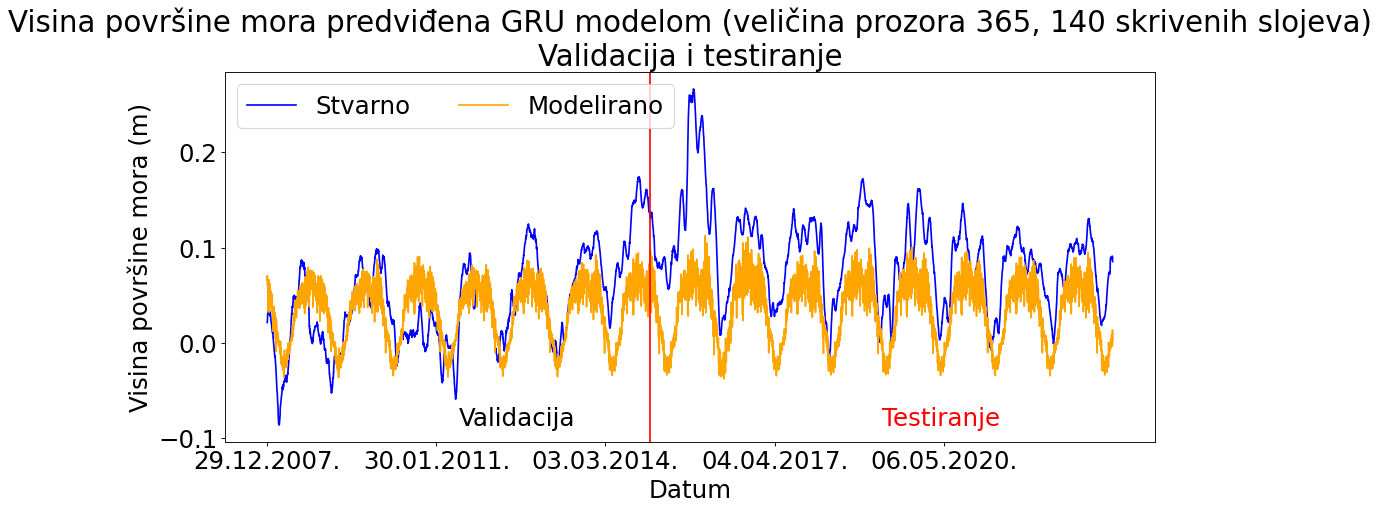 Visina površine mora predviđena GRU modelom (veličina prozora 365, 140 skrivenih slojeva)
Validacija i testiranje
Stvarno
Modelirano
Visina površine mora (m)
0.2
0.1
0.0
−0.1
Validacija
Testiranje
29.12.2007.
30.01.2011.
03.03.2014.
04.04.2017.
06.05.2020.
Datum